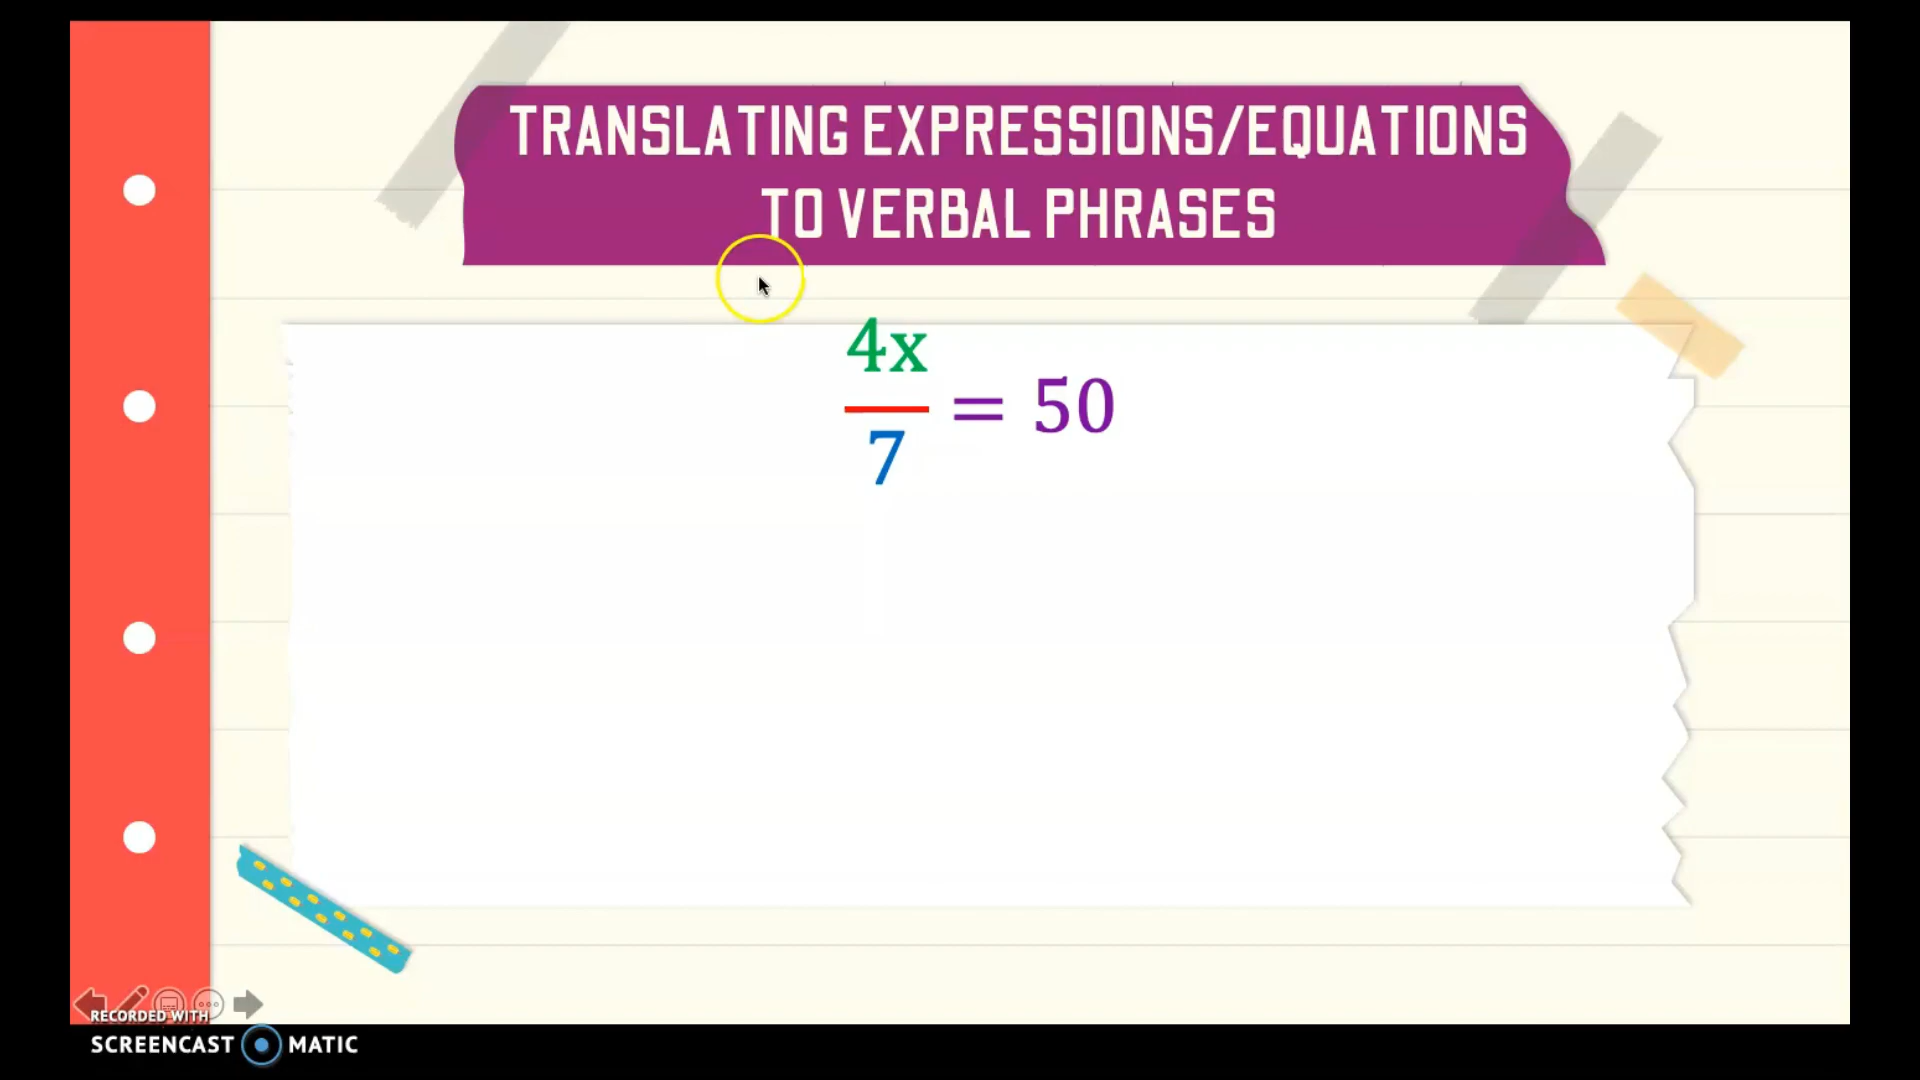 TRANSLATING EXPRESSIONS/EQUATIONS
TO VERBAL PHRASES
4x
= 50
7
RECORDED WITH
SCREENCAST MATIC